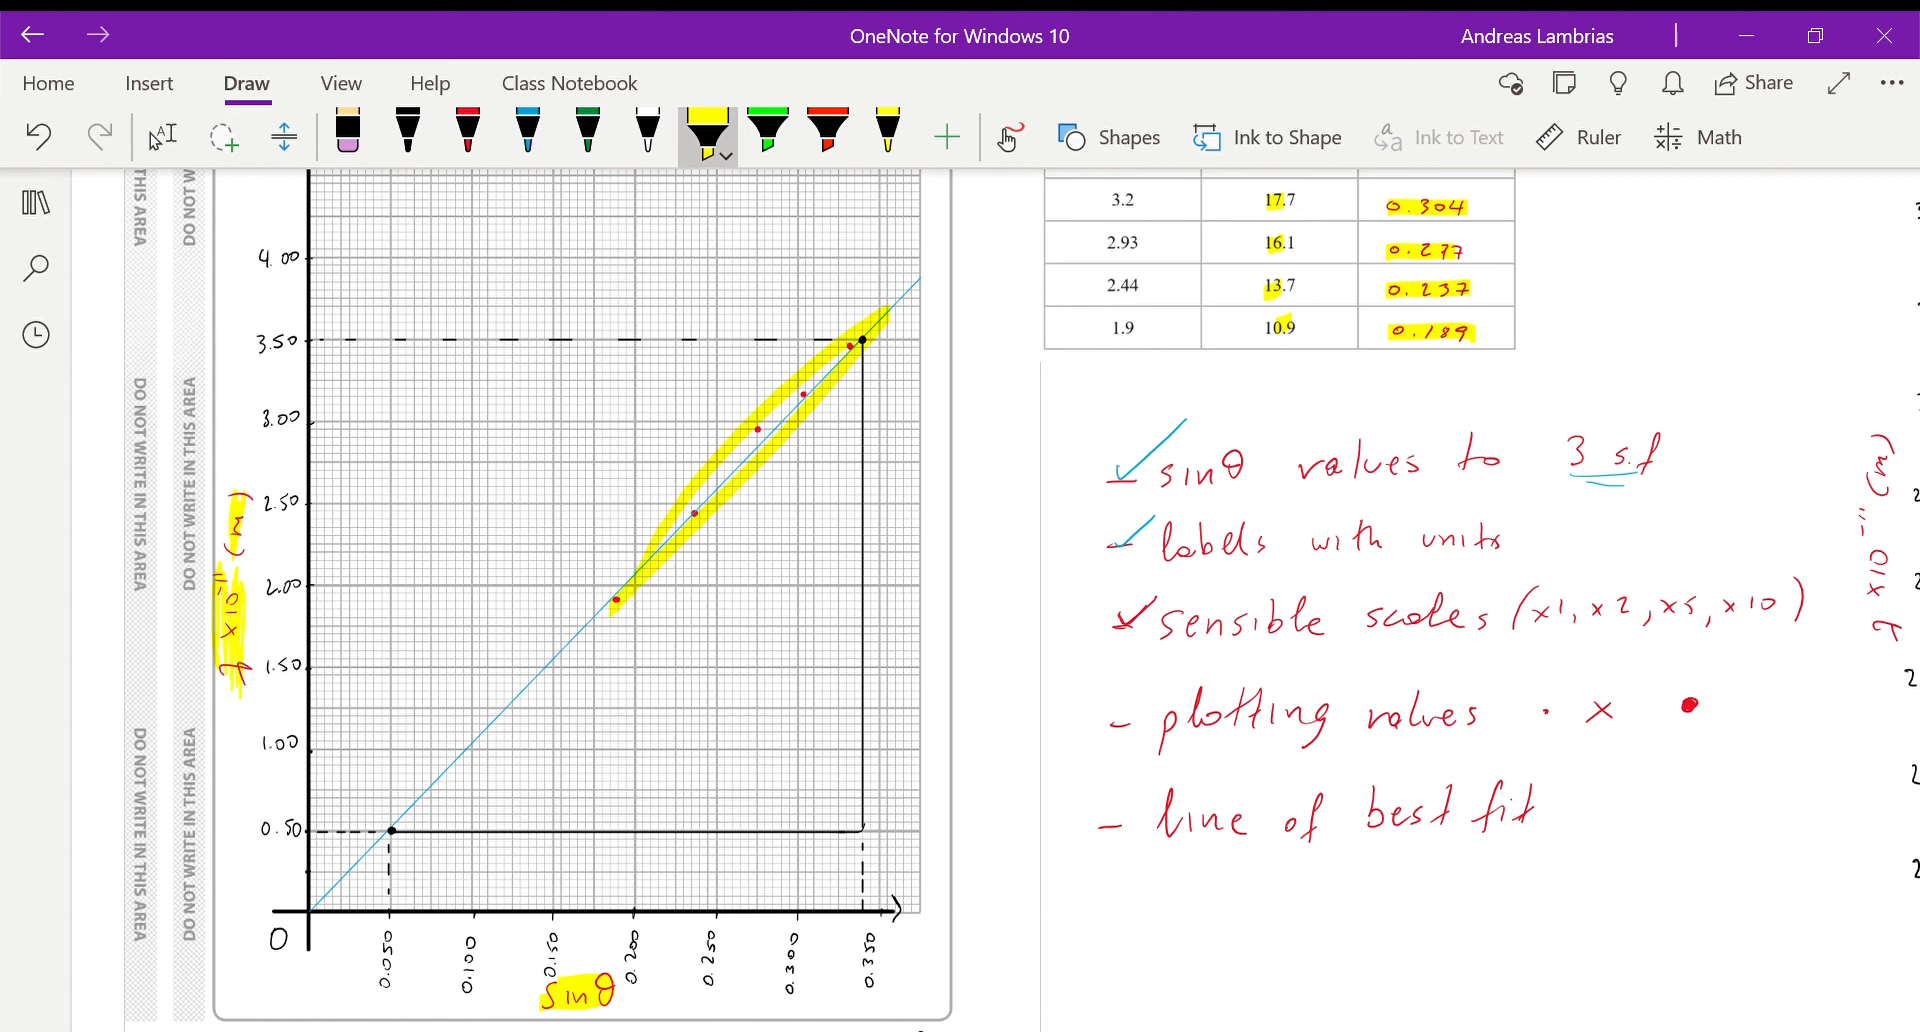 OneNote for Windows 10
Andreas Lambrias
Home Insert Draw View Help Class Notebook
Share
Shapes Ink to Shape Ink to Text Ruler Math
THIS AREA
DO NOT W
DO NOT WRITE IN THIS AREA
DO NOT WRITE IN THIS AREA
DO NOT WRITE IN THIS AREA
DO NOT WRITE IN THIS AREA
4.00
3.50
3.00
2.50
2.00
1.50
1.00
0.50
0
0.050 0.100 0.150 0.200 0.250 0.300 0.350
sinθ
3.2 17.7 0.304
2.93 16.1 0.277
2.44 13.7 0.237
1.9 10.9 0.189
- sinθ values to 3 s.f
- labels with units
- sensible scales (x1, x2, x5, x10)
- plotting values . x •
- line of best fit